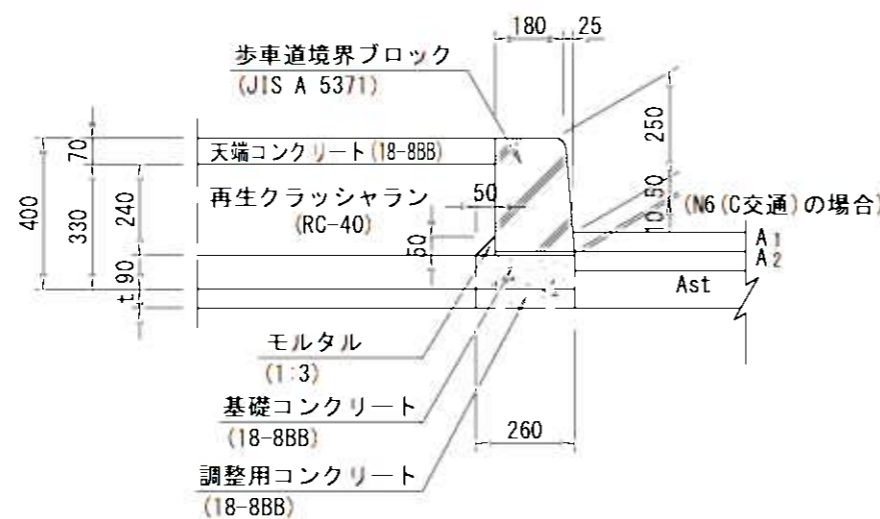 180 25
歩車道境界ブロック
(JIS A 5371)
70
天端コンクリート(18-8BB)
250
400
330
240
再生クラッシャラン
(RC-40)
50
50
50
10
(N6(C交通)の場合)
A1
A2
90
Ast
t
モルタル
(1:3)
基礎コンクリート
(18-8BB)
260
調整用コンクリート
(18-8BB)